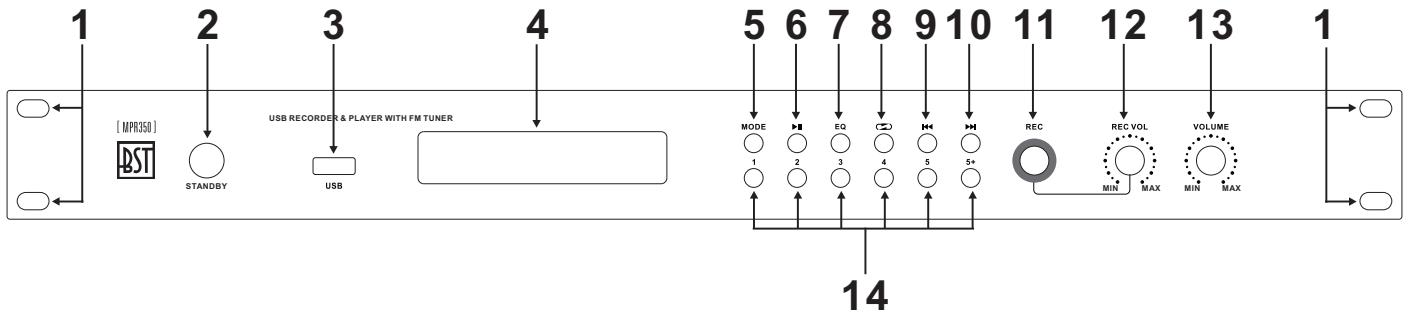 1 2 3 4 5 6 7 8 9 10 11 12 13 1
USB RECORDER & PLAYER WITH FM TUNER
[ MPR350 ]
BST
STANDBY
USB
MODE EQ REC REC VOL VOLUME
1 2 3 4 5 5+
MIN MAX MIN MAX
14